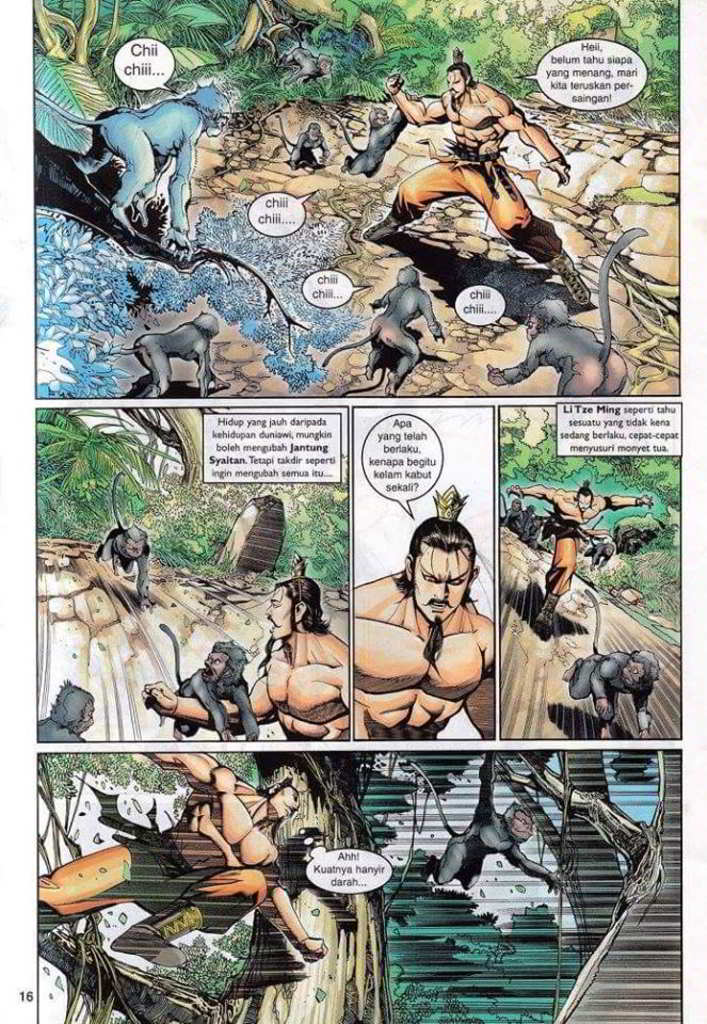 Chii
chiii...
Heii,
belum tahu siapa
yang menang, mari
kita teruskan per-
saingan!
chiii
chiii....
chiii
chiii...
chiii
chiii....
Hidup yang jauh daripada
kehidupan duniawi, mungkin
boleh mengubah Jantung
Syaitan. Tetapi takdir seperti
ingin mengubah semua itu....
Apa
yang telah
berlaku,
kenapa begitu
kelam kabut
sekali?
Li Tze Ming seperti tahu
sesuatu yang tidak kena
sedang berlaku, cepat-cepat
menyusuri monyet tua.
Ahh!
Kuatnya hanyir
darah...
16